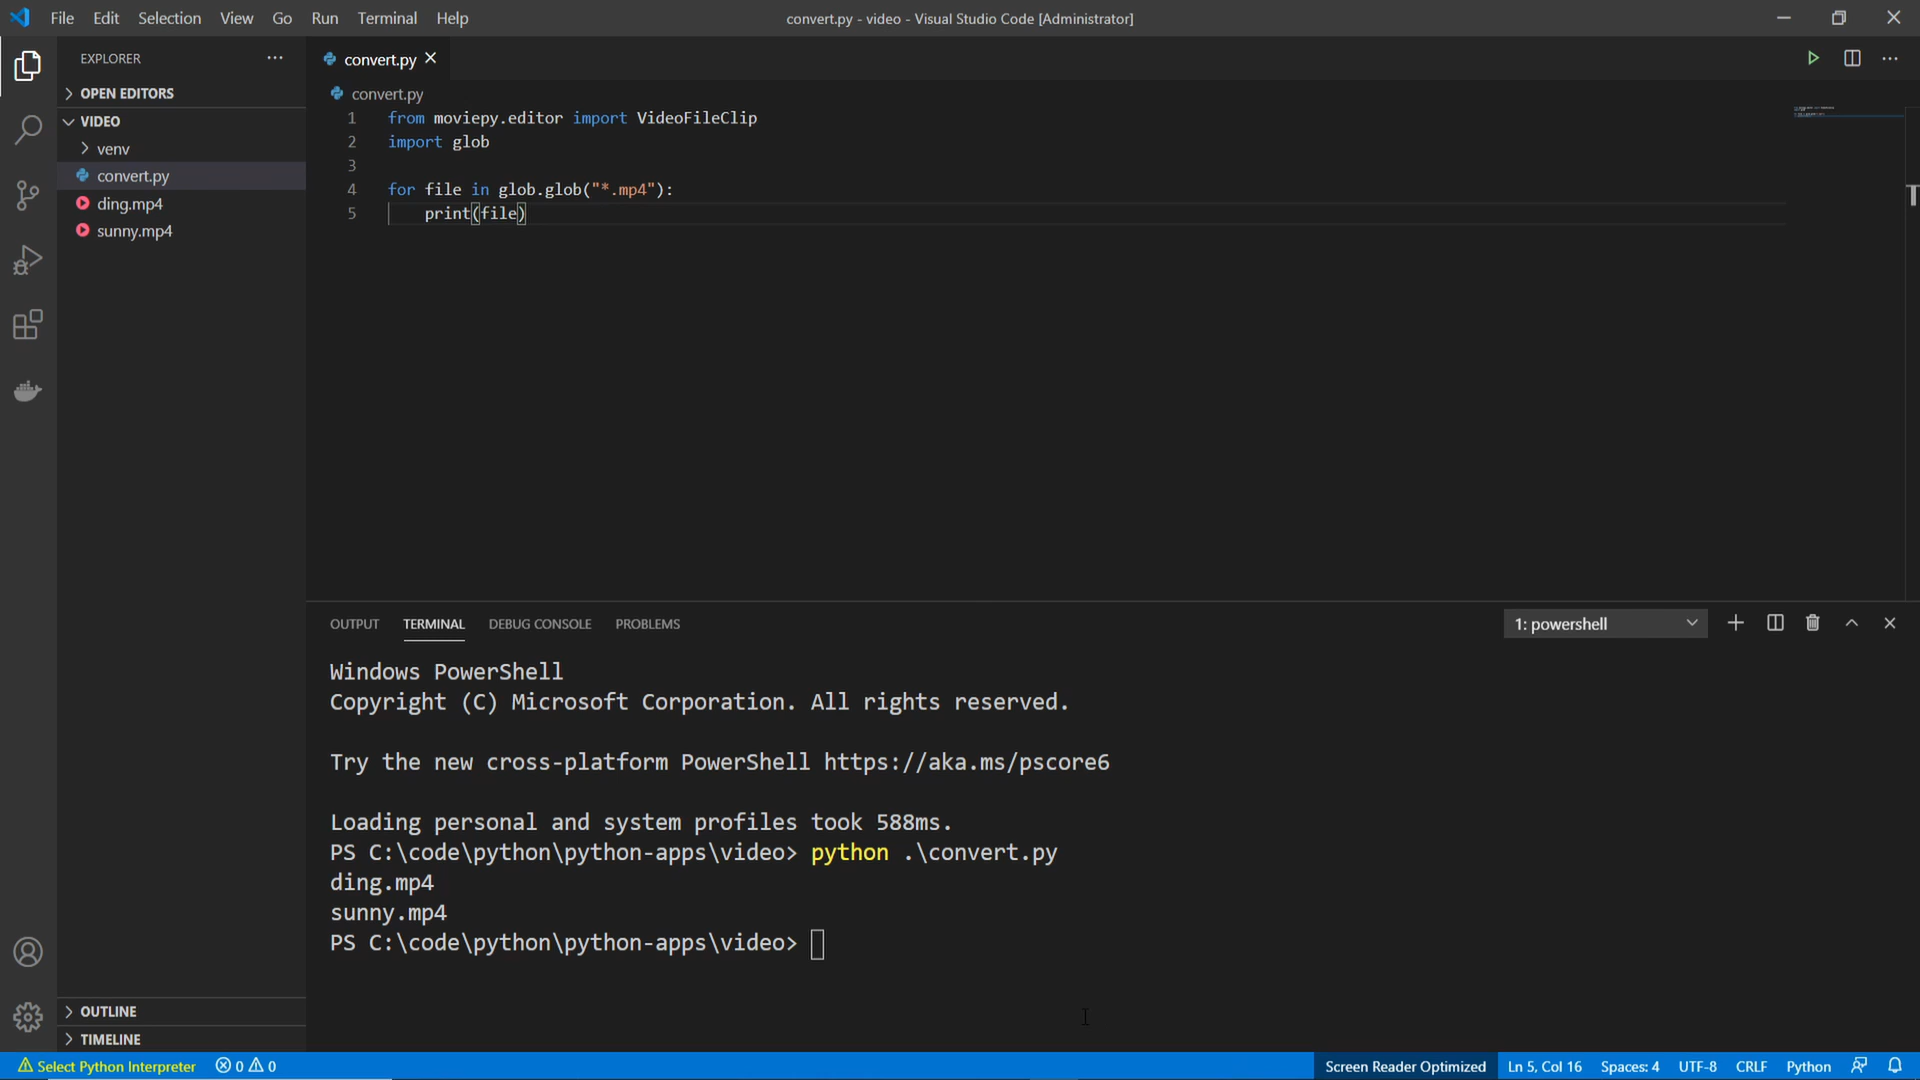 File Edit Selection View Go Run Terminal Help
convert.py - video - Visual Studio Code [Administrator]
EXPLORER
OPEN EDITORS
VIDEO
venv
convert.py
ding.mp4
sunny.mp4
OUTLINE
TIMELINE
convert.py
convert.py
1 from moviepy.editor import VideoFileClip
2 import glob
3
4 for file in glob.glob("*.mp4"):
5 print(file)
OUTPUT TERMINAL DEBUG CONSOLE PROBLEMS
1: powershell
Windows PowerShell
Copyright (C) Microsoft Corporation. All rights reserved.
Try the new cross-platform PowerShell https://aka.ms/pscore6
Loading personal and system profiles took 588ms.
PS C:\code\python\python-apps\video> python .\convert.py
ding.mp4
sunny.mp4
PS C:\code\python\python-apps\video>
Select Python Interpreter 0 0 Screen Reader Optimized Ln 5, Col 16 Spaces: 4 UTF-8 CRLF Python